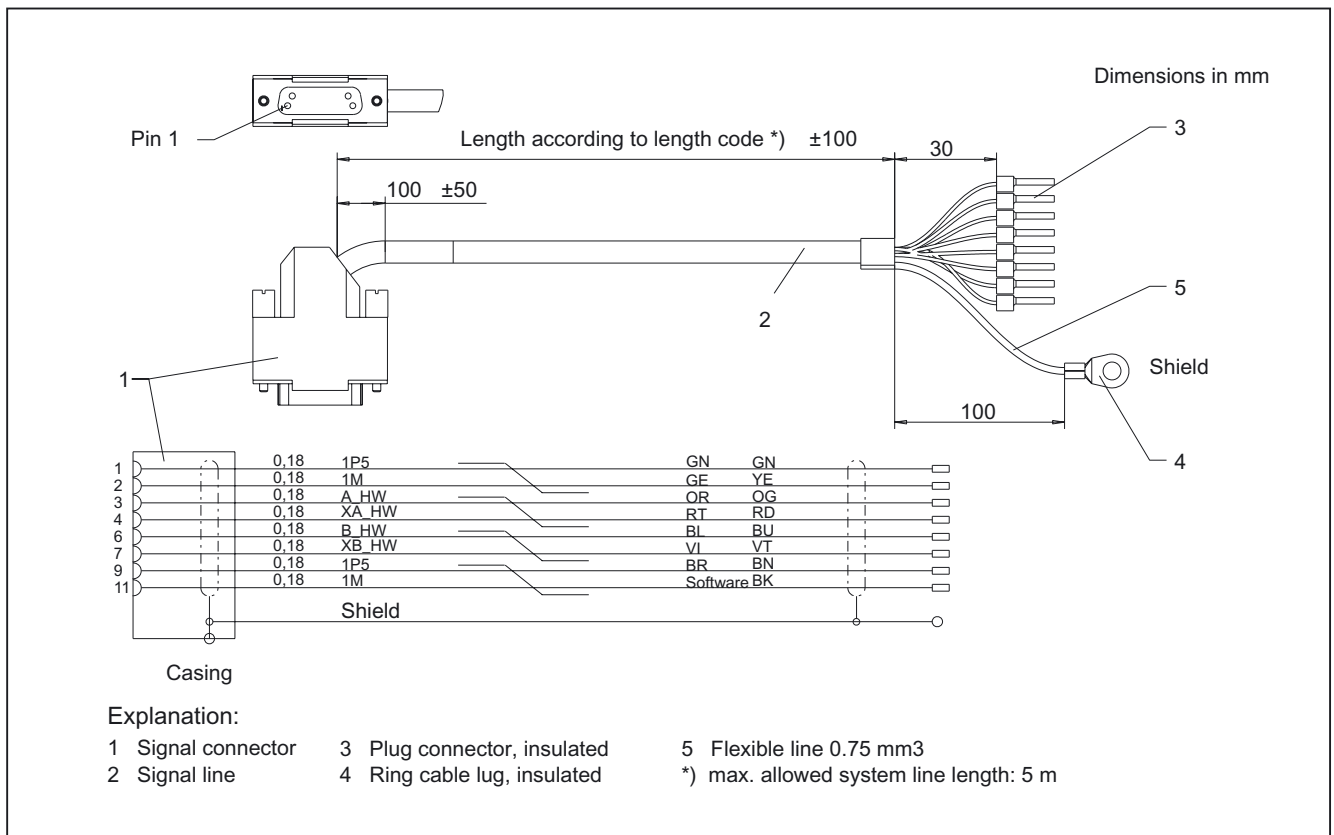 Dimensions in mm
Pin 1
Length according to length code *) ±100
30
3
100 ±50
2
5
1
Shield
100
4
1 0,18 1P5 GN GN
2 0,18 1M GE YE
3 0,18 A_HW OR OG
4 0,18 XA_HW RT RD
6 0,18 B_HW BL BU
7 0,18 XB_HW VI VT
9 0,18 1P5 BR BN
11 0,18 1M Software BK
Shield
Casing
Explanation:
1 Signal connector 3 Plug connector, insulated 5 Flexible line 0.75 mm3
2 Signal line 4 Ring cable lug, insulated *) max. allowed system line length: 5 m